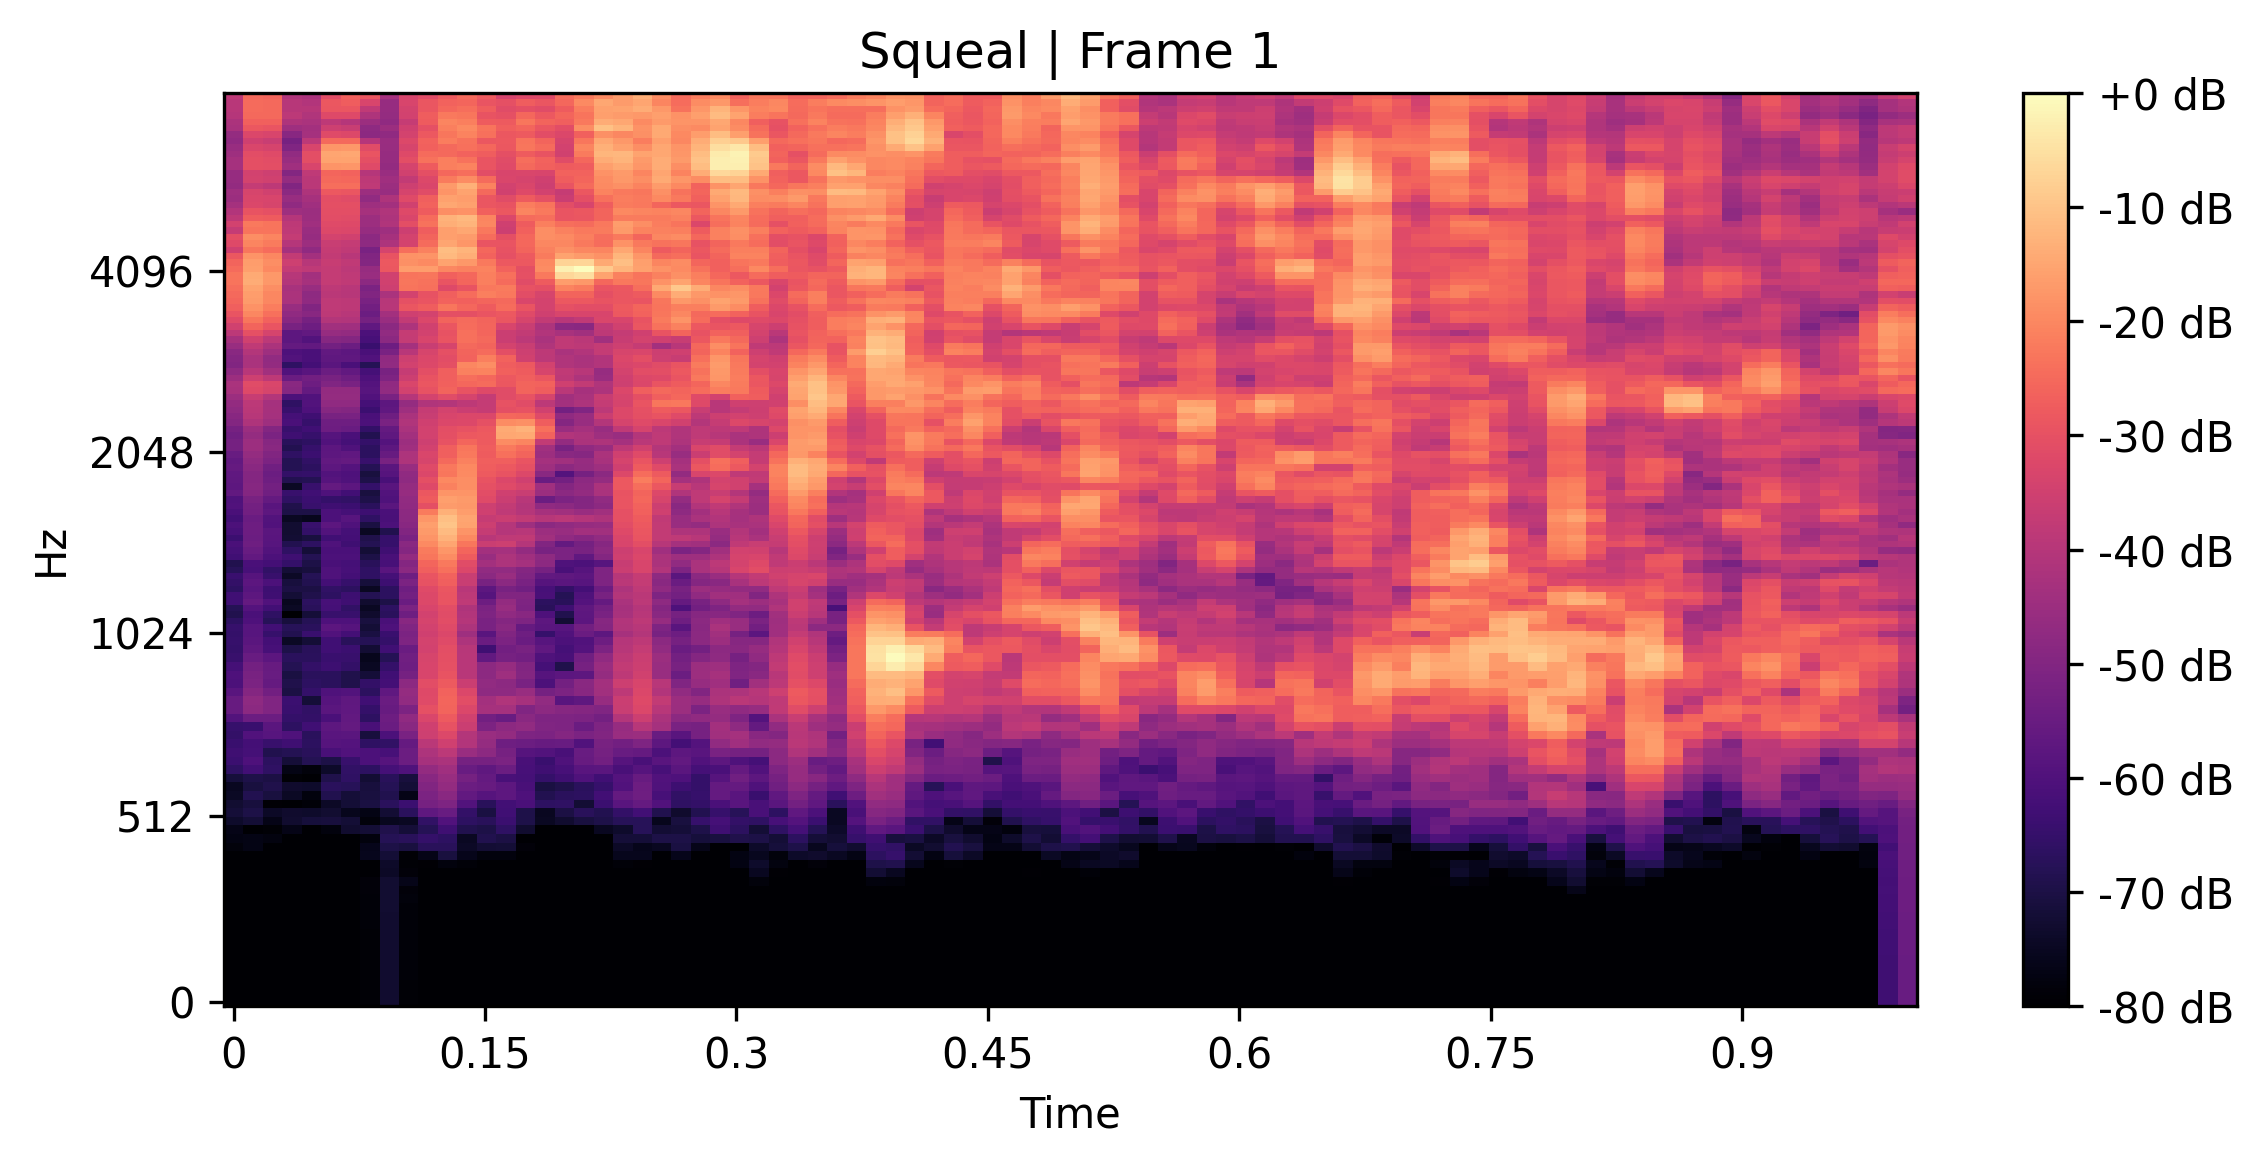 Squeal | Frame 1
Hz
4096
2048
1024
512
0
0 0.15 0.3 0.45 0.6 0.75 0.9
Time
+0 dB
-10 dB
-20 dB
-30 dB
-40 dB
-50 dB
-60 dB
-70 dB
-80 dB